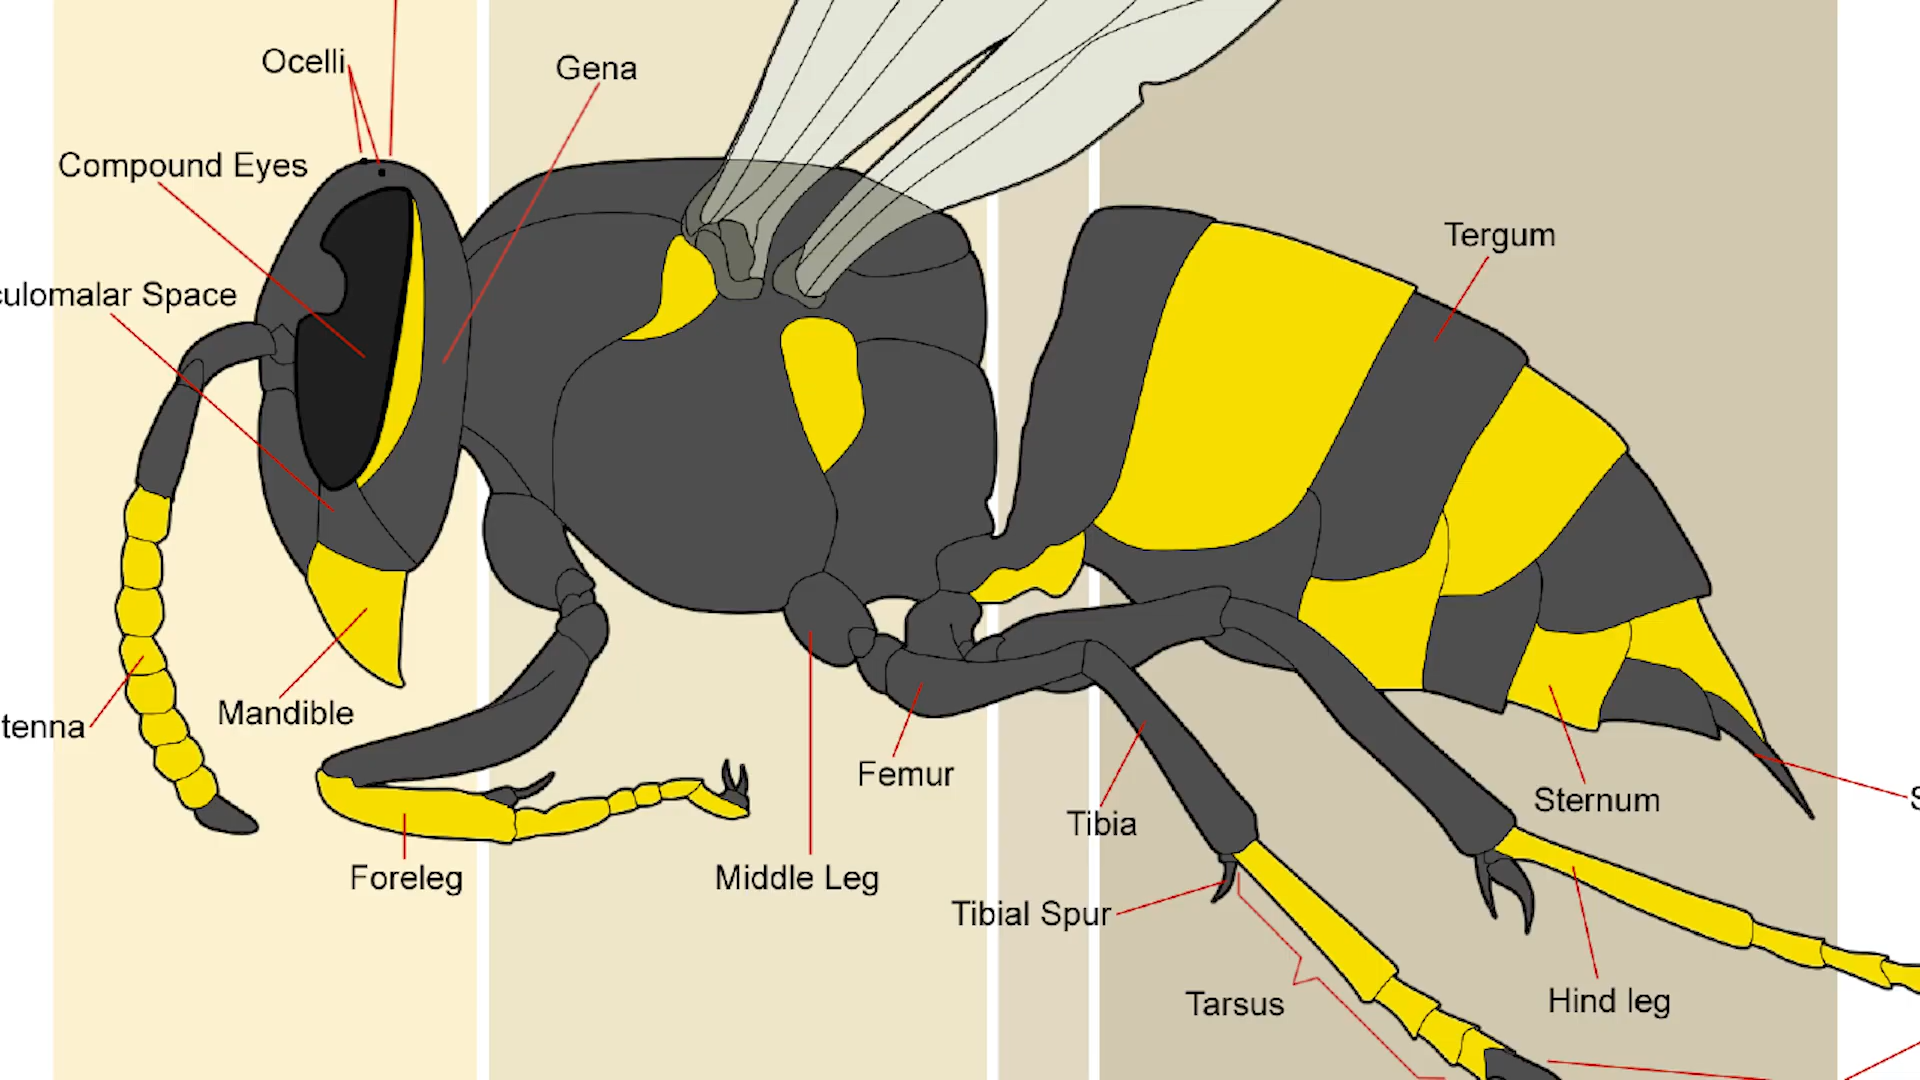 Ocelli
Gena
Compound Eyes
Tergum
culomalar Space
Mandible
tenna
Femur
Sternum
Tibia
Foreleg
Middle Leg
Tibial Spur
Hind leg
Tarsus